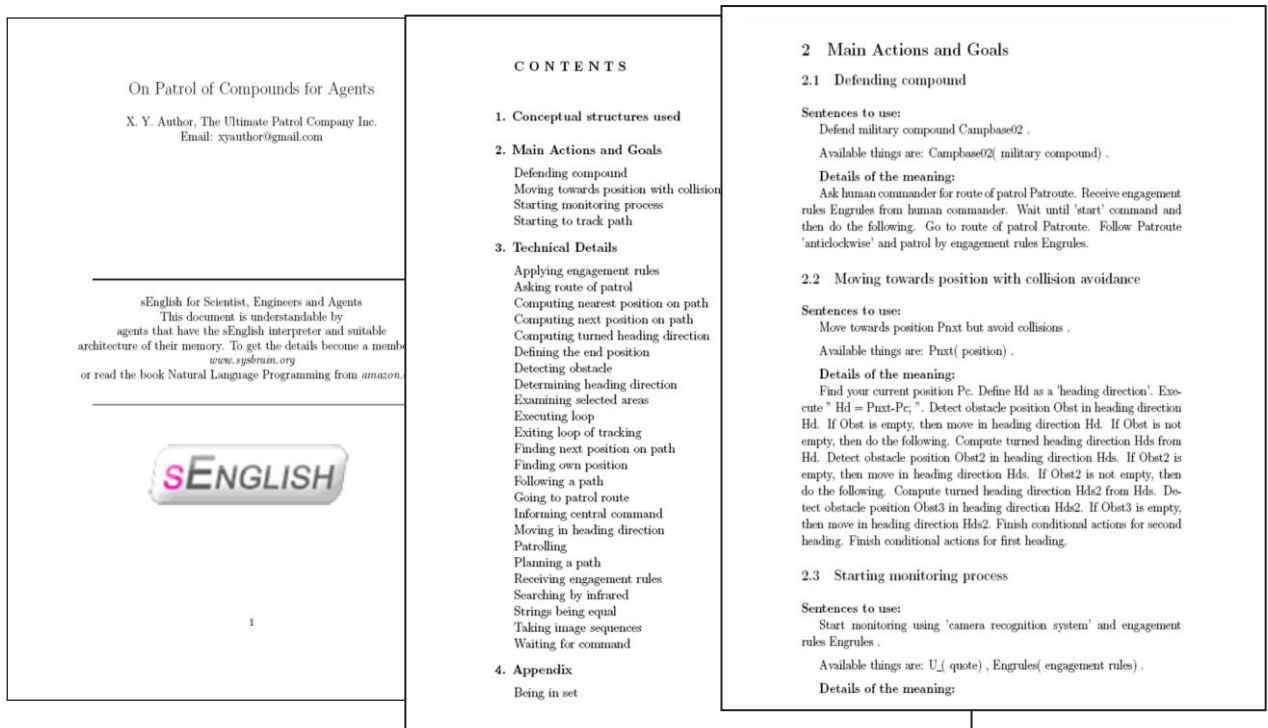 On Patrol of Compounds for Agents
X. Y. Author, The Ultimate Patrol Company Inc.
Email: xyauthor@gmail.com
sEnglish for Scientist, Engineers and Agents
This document is understandable by
agents that have the sEnglish interpreter and suitable
architecture of their memory. To get the details become a memb
www.sysbrain.org
or read the book Natural Language Programming from amazon.
sENGLISH
1
CONTENTS
1. Conceptual structures used
2. Main Actions and Goals
Defending compound
Moving towards position with collision
Starting monitoring process
Starting to track path
3. Technical Details
Applying engagement rules
Asking route of patrol
Computing nearest position on path
Computing next position on path
Computing turned heading direction
Defining the end position
Detecting obstacle
Determining heading direction
Examining selected areas
Executing loop
Exiting loop of tracking
Finding next position on path
Finding own position
Following a path
Going to patrol route
Informing central command
Moving in heading direction
Patrolling
Planning a path
Receiving engagement rules
Searching by infrared
Strings being equal
Taking image sequences
Waiting for command
4. Appendix
Being in set
2 Main Actions and Goals
2.1 Defending compound
Sentences to use:
Defend military compound Campbase02 .
Available things are: Campbase02( military compound) .
Details of the meaning:
Ask human commander for route of patrol Patroute. Receive engagement
rules Engrules from human commander. Wait until 'start' command and
then do the following. Go to route of patrol Patroute. Follow Patroute
'anticlockwise' and patrol by engagement rules Engrules.
2.2 Moving towards position with collision avoidance
Sentences to use:
Move towards position Pnxt but avoid collisions .
Available things are: Pnxt( position) .
Details of the meaning:
Find your current position Pc. Define Hd as a 'heading direction'. Exe-
cute " Hd = Pnxt-Pc; ". Detect obstacle position Obst in heading direction
Hd. If Obst is empty, then move in heading direction Hd. If Obst is not
empty, then do the following. Compute turned heading direction Hds from
Hd. Detect obstacle position Obst2 in heading direction Hds. If Obst2 is
empty, then move in heading direction Hds. If Obst2 is not empty, then
do the following. Compute turned heading direction Hds2 from Hds. De-
tect obstacle position Obst3 in heading direction Hds2. If Obst3 is empty,
then move in heading direction Hds2. Finish conditional actions for second
heading. Finish conditional actions for first heading.
2.3 Starting monitoring process
Sentences to use:
Start monitoring using 'camera recognition system' and engagement
rules Engrules .
Available things are: U_( quote) , Engrules( engagement rules) .
Details of the meaning: